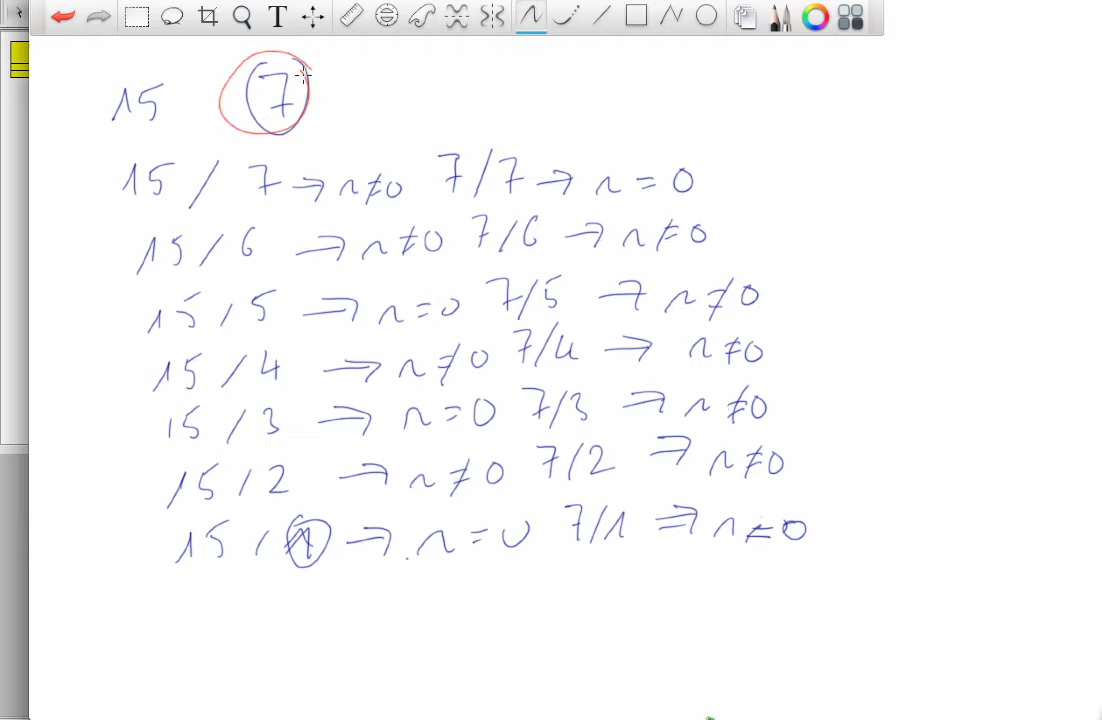 15 7
15 / 7 → r≠0 7/7 → r = 0
15 / 6 → r≠0 7/6 → r≠0
15 / 5 → r=0 7/5 → r≠0
15 / 4 → r≠0 7/4 → r≠0
15 / 3 → r=0 7/3 → r≠0
15 / 2 → r≠0 7/2 → r≠0
15 / 1 → r=0 7/1 → r=0